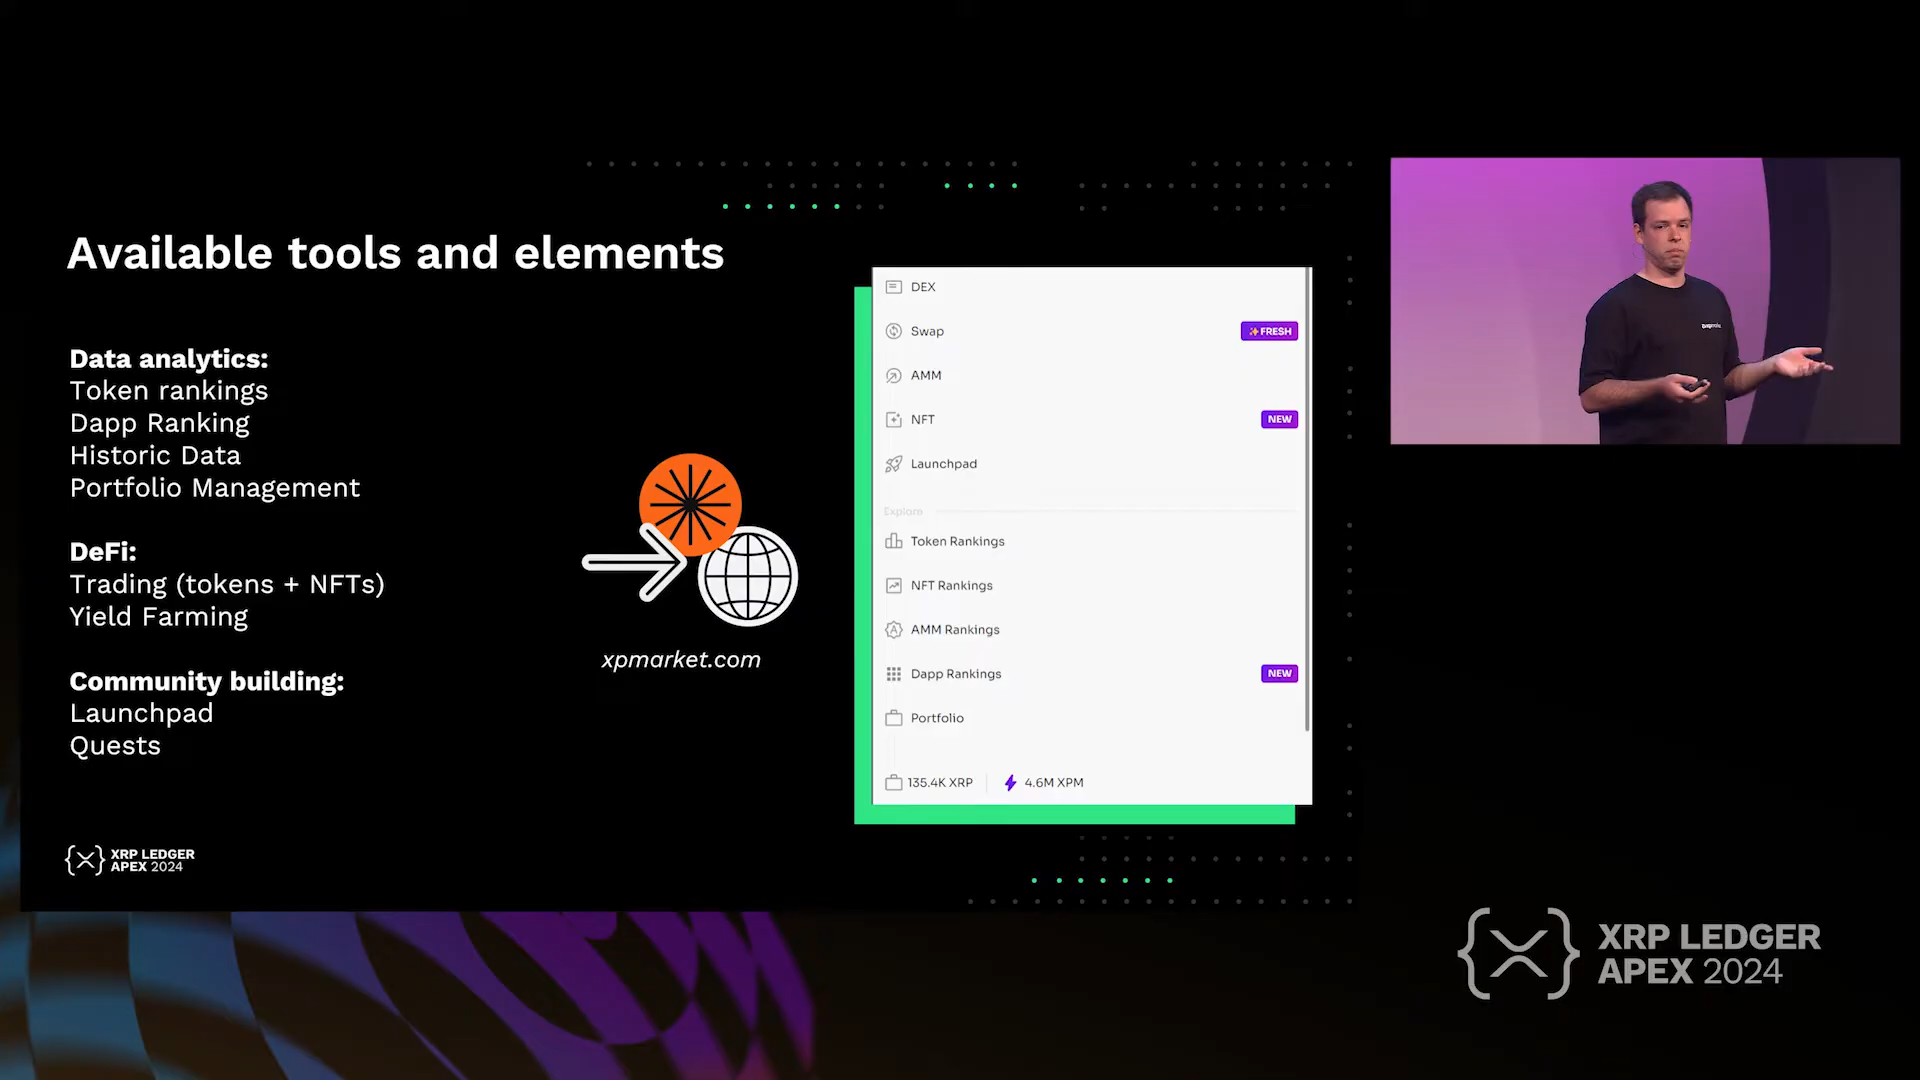 Available tools and elements
Data analytics:
Token rankings
Dapp Ranking
Historic Data
Portfolio Management
DeFi:
Trading (tokens + NFTs)
Yield Farming
Community building:
Launchpad
Quests
xpmarket.com
DEX
Swap
FRESH
AMM
NFT
NEW
Launchpad
Explore
Token Rankings
NFT Rankings
AMM Rankings
Dapp Rankings
NEW
Portfolio
135.4K XRP
4.6M XPM
XRP LEDGER
APEX 2024
XRP LEDGER
APEX 2024